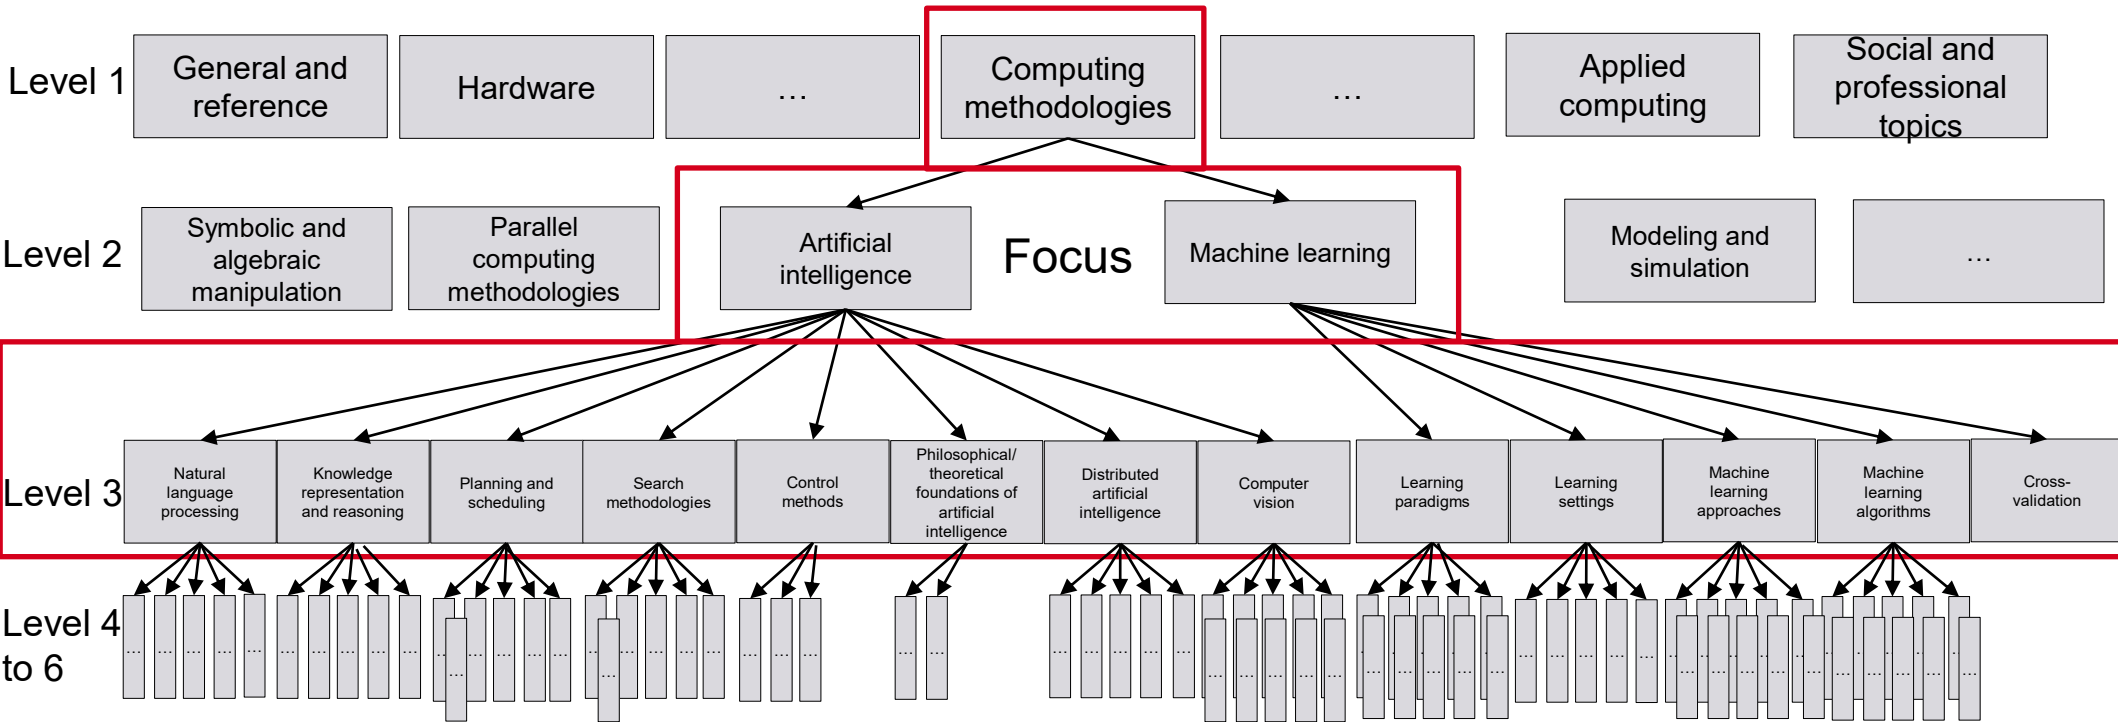 Level 1
General and
reference
Hardware
…
Computing
methodologies
…
Applied
computing
Social and
professional
topics
Level 2
Symbolic and
algebraic
manipulation
Parallel
computing
methodologies
Artificial
intelligence
Focus
Machine learning
Modeling and
simulation
…
Level 3
Natural
language
processing
Knowledge
representation
and reasoning
Planning and
scheduling
Search
methodologies
Control
methods
Philosophical/
theoretical
foundations of
artificial
intelligence
Distributed
artificial
intelligence
Computer
vision
Learning
paradigms
Learning
settings
Machine
learning
approaches
Machine
learning
algorithms
Cross-
validation
Level 4
to 6